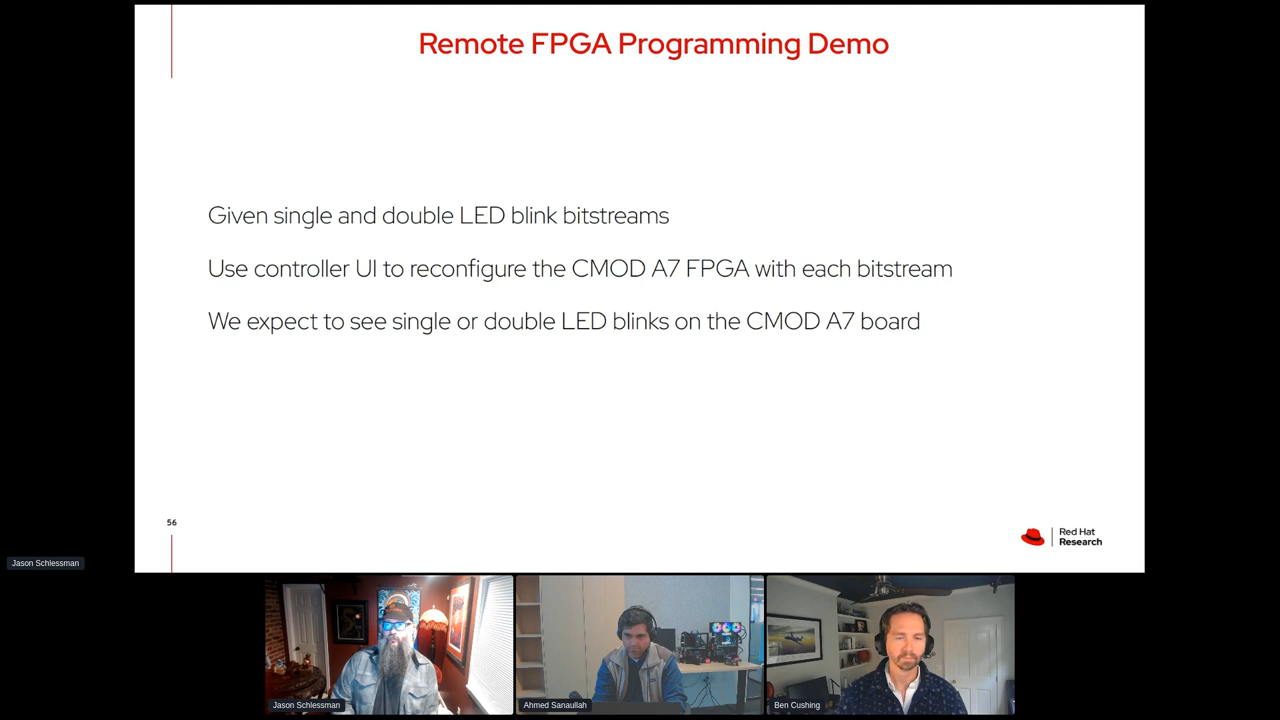 Remote FPGA Programming Demo
Given single and double LED blink bitstreams
Use controller UI to reconfigure the CMOD A7 FPGA with each bitstream
We expect to see single or double LED blinks on the CMOD A7 board
56
Red Hat
Research
Jason Schlessman
Jason Schlessman
Ahmed Sanaullah
Ben Cushing